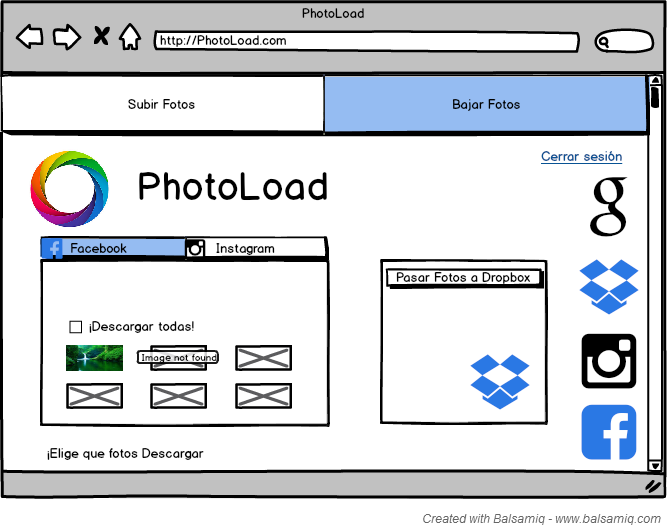 PhotoLoad
http://PhotoLoad.com
Subir Fotos
Bajar Fotos
Cerrar sesión
PhotoLoad
Facebook
Instagram
Pasar Fotos a Dropbox
¡Descargar todas!
Image not found
¡Elige que fotos Descargar
Created with Balsamiq - www.balsamiq.com